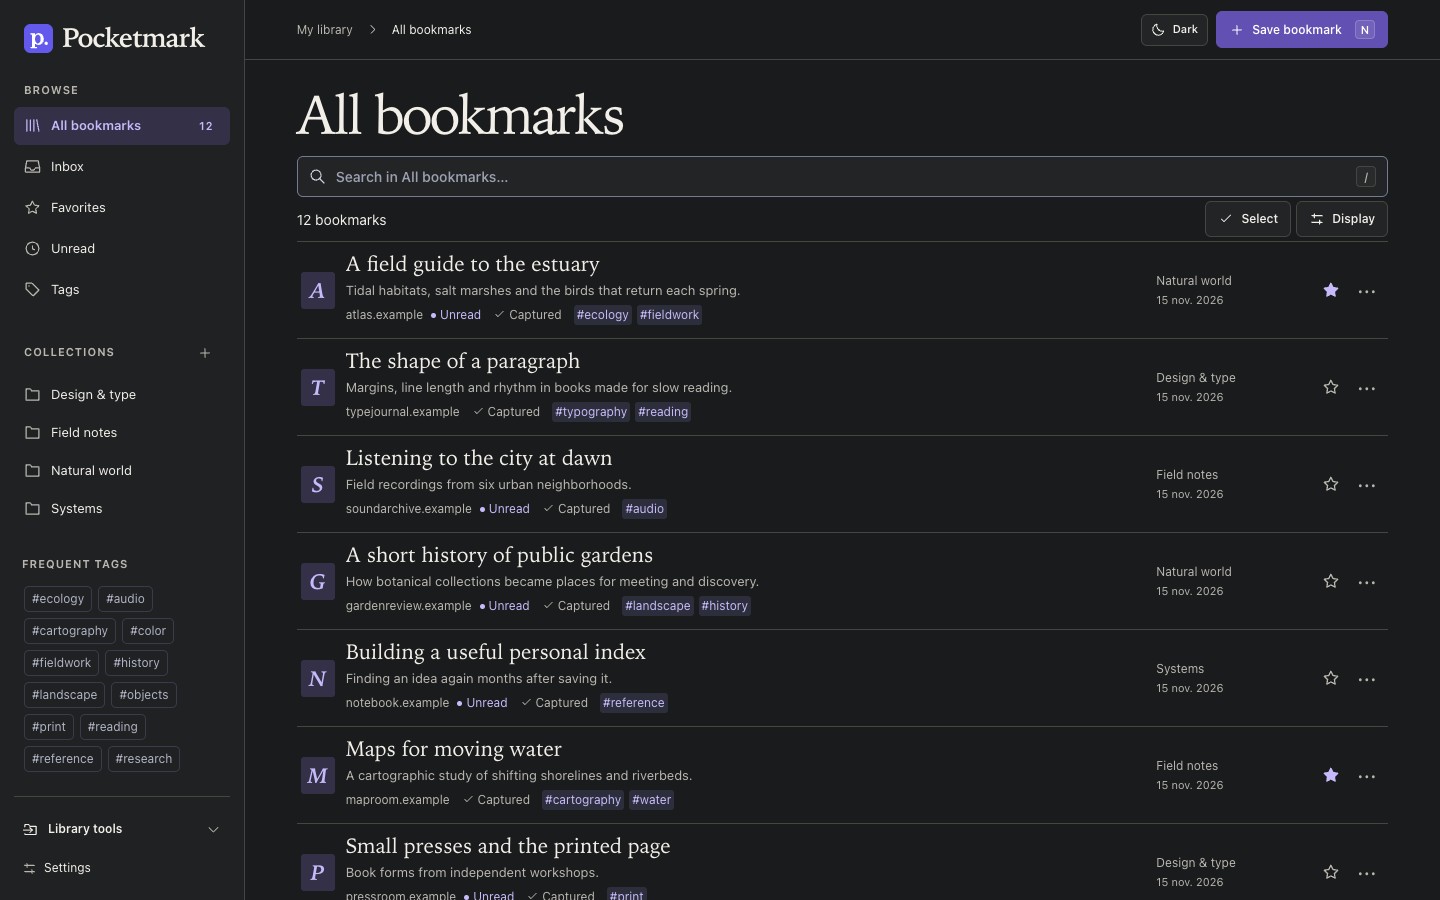 p. Pocketmark
BROWSE
All bookmarks 12
Inbox
Favorites
Unread
Tags
COLLECTIONS
Design & type
Field notes
Natural world
Systems
FREQUENT TAGS
#ecology #audio
#cartography #color
#fieldwork #history
#landscape #objects
#print #reading
#reference #research
Library tools
Settings
My library All bookmarks
Dark
Save bookmark N
All bookmarks
Search in All bookmarks... /
12 bookmarks
Select
Display
A
A field guide to the estuary
Tidal habitats, salt marshes and the birds that return each spring.
atlas.example Unread Captured #ecology #fieldwork
Natural world
15 nov. 2026
T
The shape of a paragraph
Margins, line length and rhythm in books made for slow reading.
typejournal.example Captured #typography #reading
Design & type
15 nov. 2026
S
Listening to the city at dawn
Field recordings from six urban neighborhoods.
soundarchive.example Unread Captured #audio
Field notes
15 nov. 2026
G
A short history of public gardens
How botanical collections became places for meeting and discovery.
gardenreview.example Unread Captured #landscape #history
Natural world
15 nov. 2026
N
Building a useful personal index
Finding an idea again months after saving it.
notebook.example Unread Captured #reference
Systems
15 nov. 2026
M
Maps for moving water
A cartographic study of shifting shorelines and riverbeds.
maproom.example Captured #cartography #water
Field notes
15 nov. 2026
P
Small presses and the printed page
Book forms from independent workshops.
pressroom.example Unread Captured #print
Design & type
15 nov. 2026